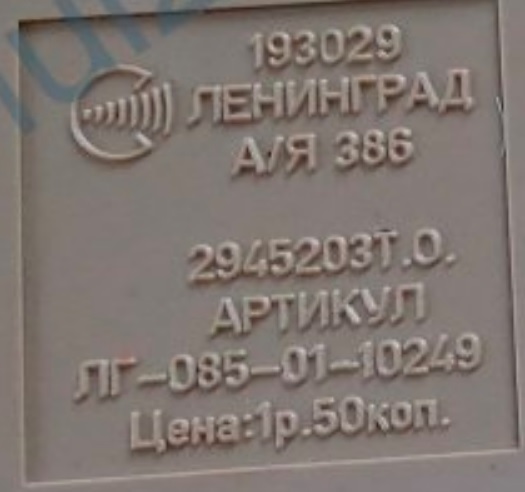 193029
ЛЕНИНГРАД
А/Я 386
2945203Т.О.
АРТИКУЛ
ЛГ-085-01-10249
Цена:1р.50коп.